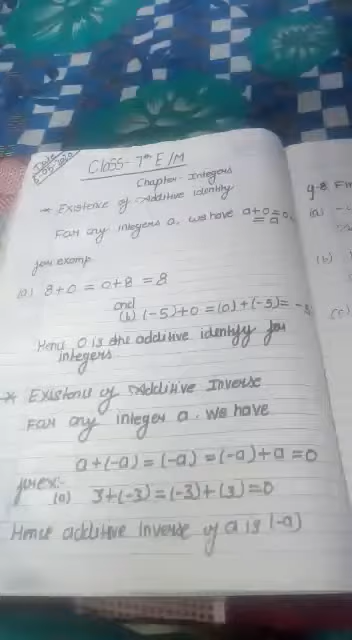 Class - 7th E/M
Chapter - Integers
→ Existence of Additive identity
For any integers a, we have a+0=0
= a
for examp
(a) 8+0 = 0+8 = 8
and
(b) (-5)+0 = (0)+(-5) = -5
Hence 0 is the additive identity for
integers
* Existence of Additive Inverse
For any integer a. we have
a+(-a) = (-a) = (-a)+a = 0
for ex:-
(a) 3+(-3) = (-3)+(3) = 0
Hence additive inverse of a is (-a)
(a)
(b)
(c)